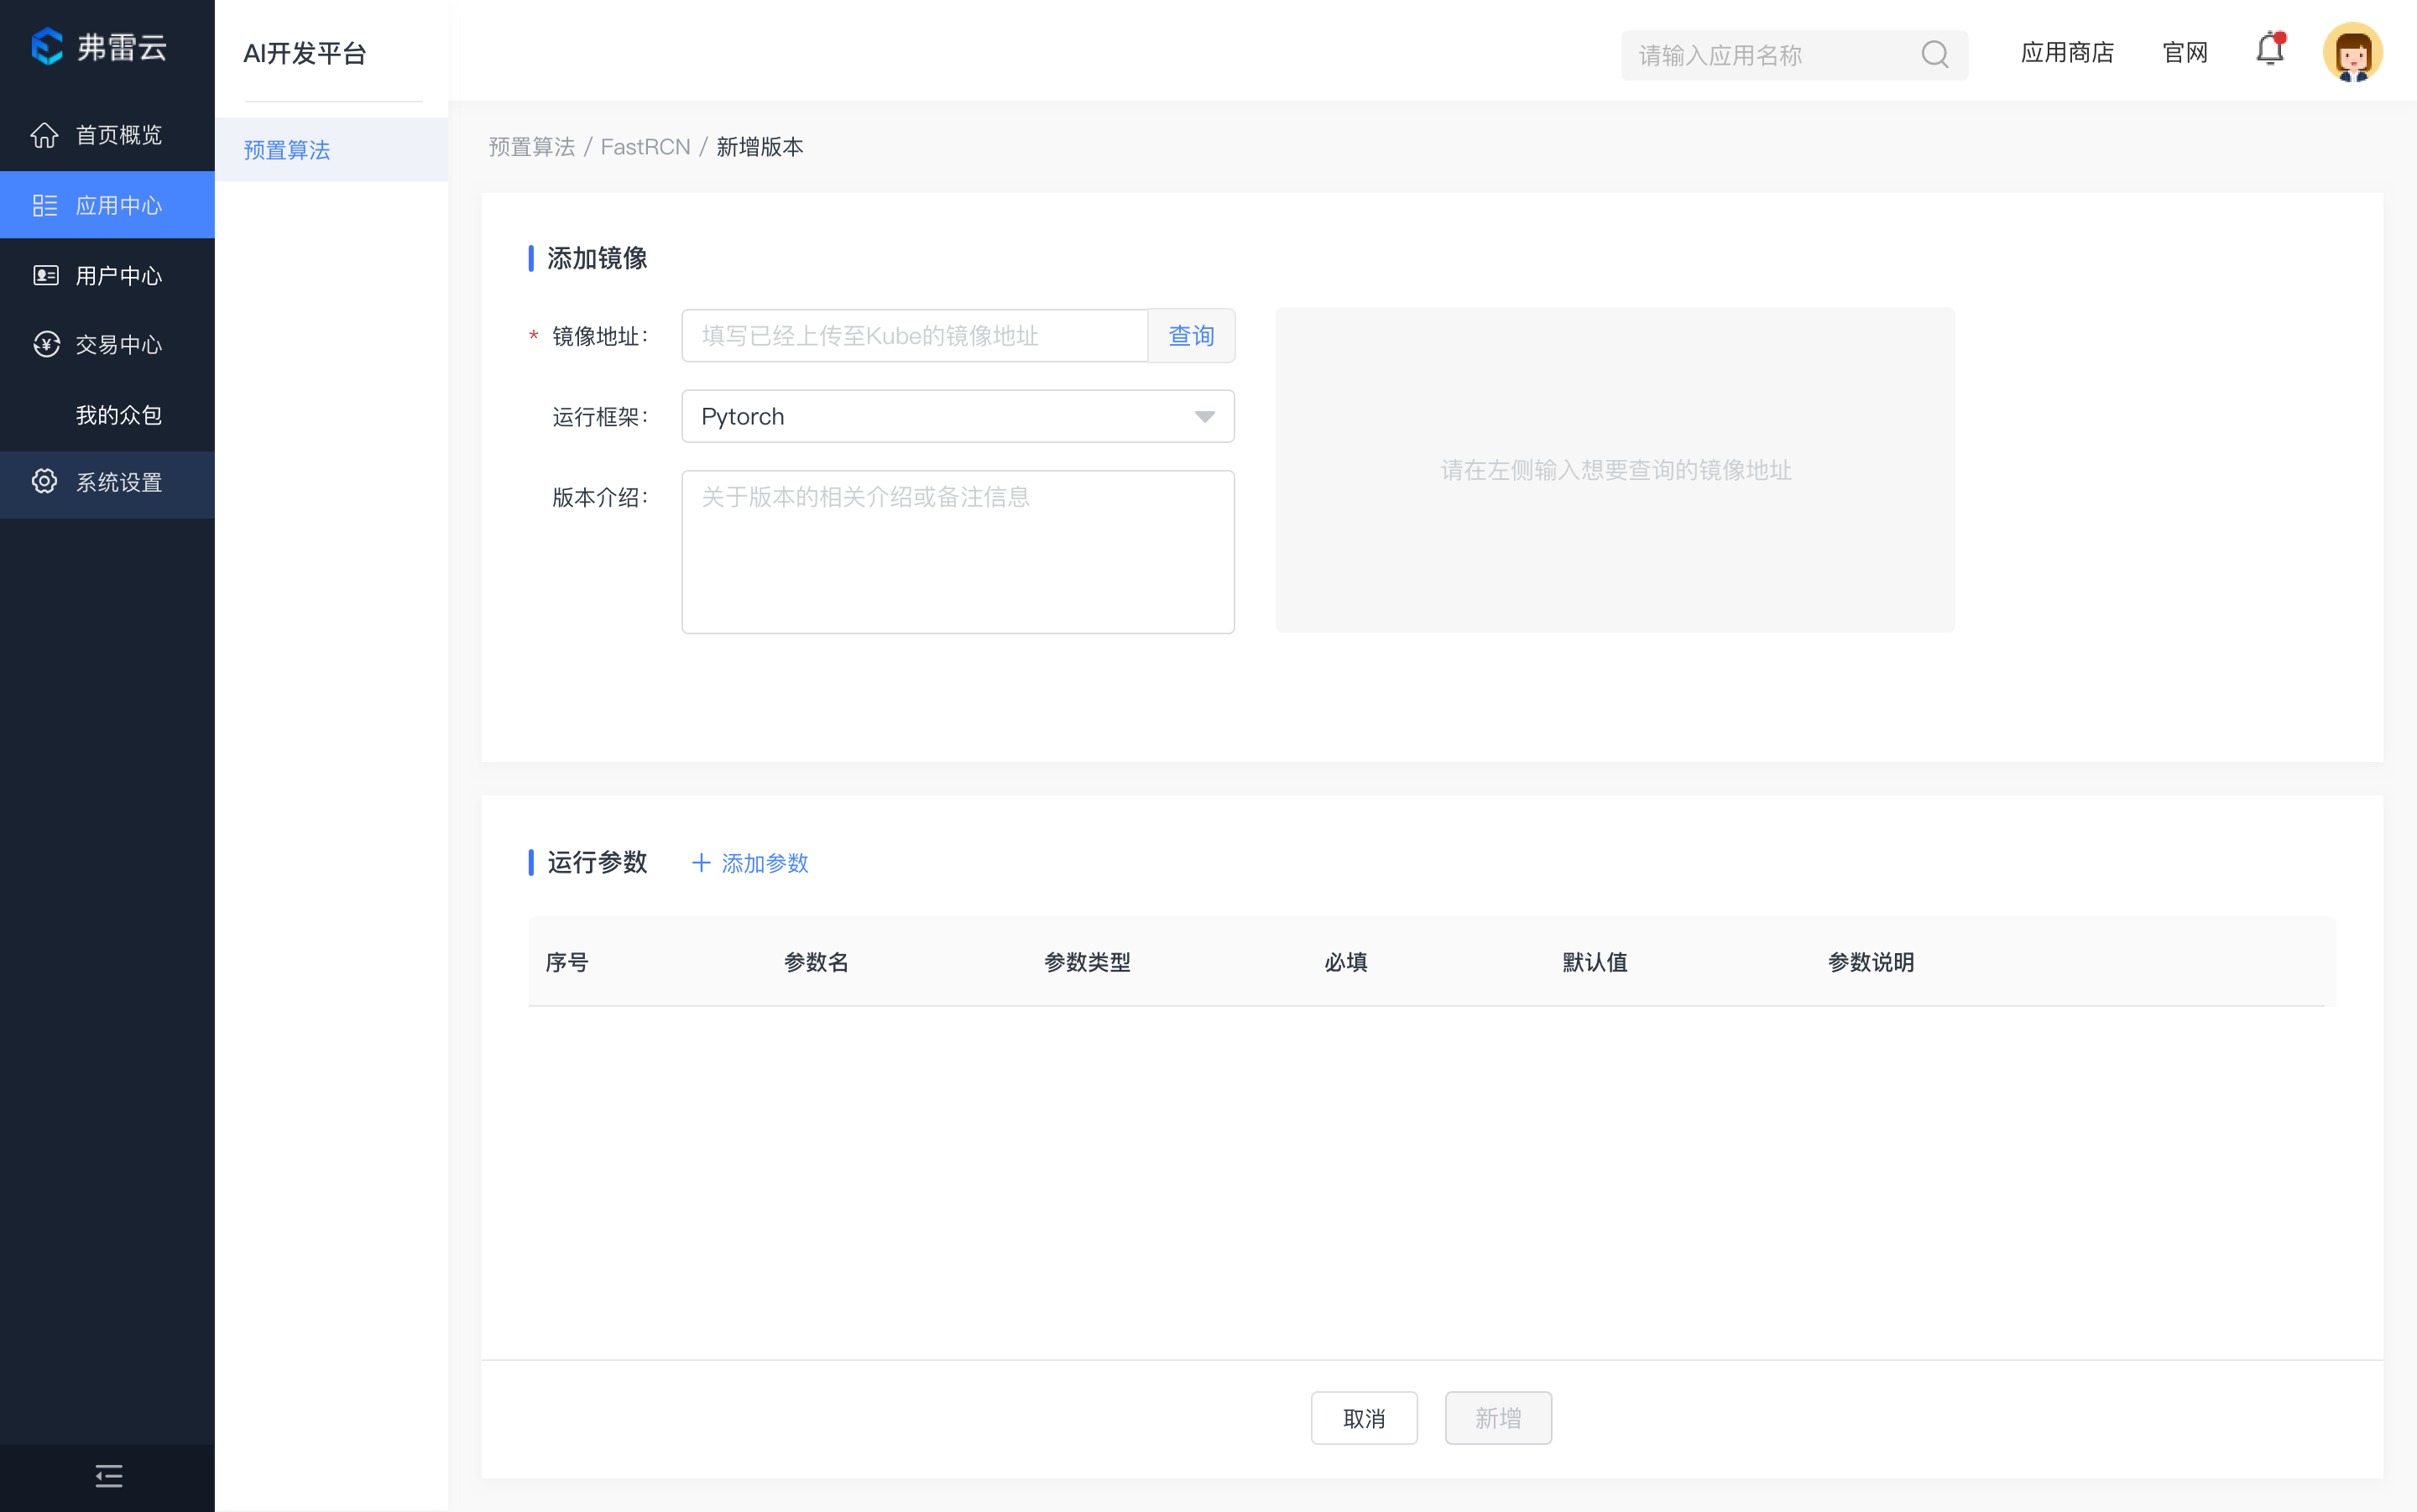 弗雷云
首页概览
应用中心
用户中心
交易中心
我的众包
系统设置
AI开发平台
预置算法
请输入应用名称
应用商店
官网
预置算法 / FastRCN / 新增版本
添加镜像
* 镜像地址：
填写已经上传至Kube的镜像地址
查询
运行框架：
Pytorch
版本介绍：
关于版本的相关介绍或备注信息
请在左侧输入想要查询的镜像地址
运行参数
+ 添加参数
序号 参数名 参数类型 必填 默认值 参数说明
取消
新增